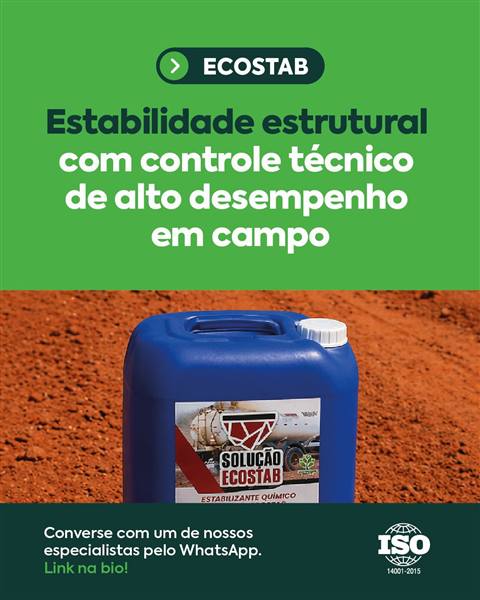 ECOSTAB
Estabilidade estrutural
com controle técnico
de alto desempenho
em campo
SOLUÇÃO
ECOSTAB
ESTABILIZANTE QUÍMICO
Converse com um de nossos
especialistas pelo WhatsApp.
Link na bio!
ISO
14001-2015